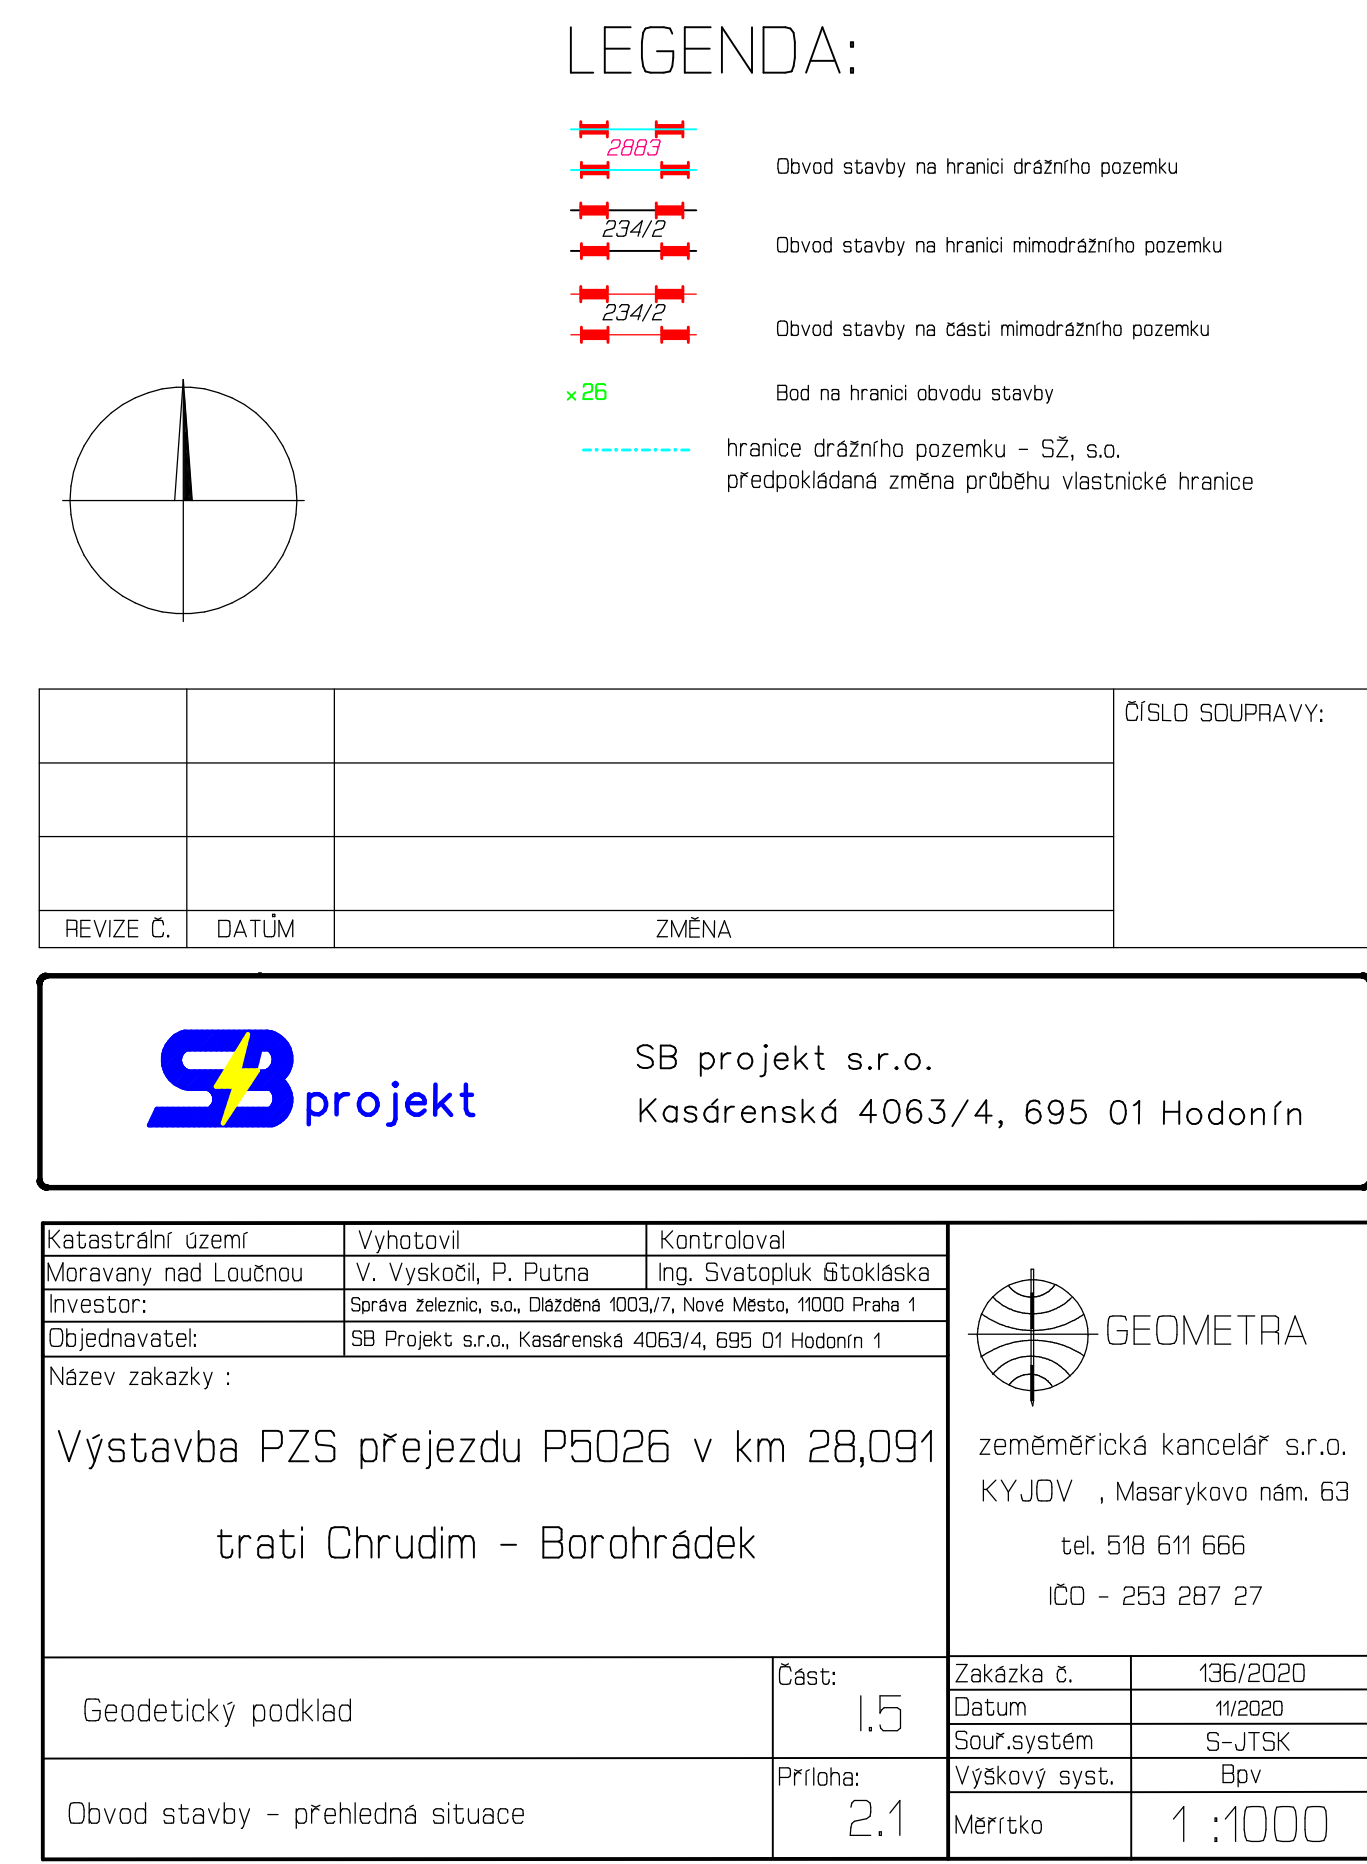 LEGENDA:
2883
Obvod stavby na hranici drážního pozemku
234/2
Obvod stavby na hranici mimodrážního pozemku
234/2
Obvod stavby na části mimodrážního pozemku
x 26
Bod na hranici obvodu stavby
hranice drážního pozemku - SŽ, s.o.
předpokládaná změna průběhu vlastnické hranice
ČÍSLO SOUPRAVY:
REVIZE Č. DATŮM ZMĚNA
SB projekt
SB projekt s.r.o.
Kasárenská 4063/4, 695 01 Hodonín
Katastrální území Vyhotovil Kontroloval
Moravany nad Loučnou V. Vyskočil, P. Putna Ing. Svatopluk
Investor: Správa železnic, s.o., Dlážděná 1003,/7, Nové Město, 11000 Praha 1
Objednavatel: SB Projekt s.r.o., Kasárenská 4063/4, 695 01 Hodonín 1
Název zakazky :
Výstavba PZS přejezdu P5026 v km 28,091
trati Chrudim - Borohrádek
GEOMETRA
zeměměřická kancelář s.r.o.
KYJOV , Masarykovo nám. 63
tel. 518 611 666
IČO - 253 287 27
Geodetický podklad
Část:
I.5
Obvod stavby - přehledná situace
Příloha:
2.1
Zakázka č. 136/2020
Datum 11/2020
Souř.systém S-JTSK
Výškový syst. Bpv
Měřítko 1 :1000